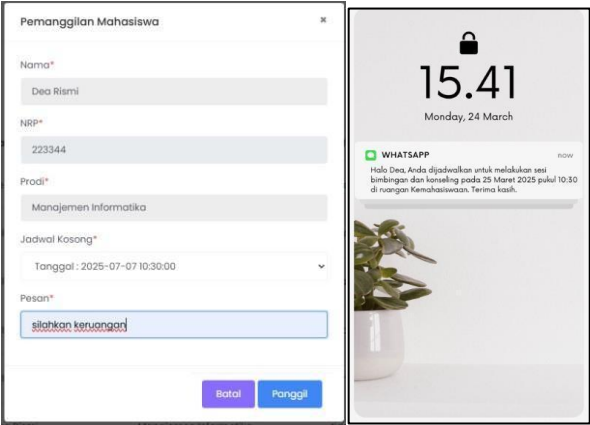 Pemanggilan Mahasiswa
×
Nama*
Dea Rismi
NRP*
223344
Prodi*
Manajemen Informatika
Jadwal Kosong*
Tanggal : 2025-07-07 10:30:00
Pesan*
silahkan keruangan
Batal Panggil
15.41
Monday, 24 March
WHATSAPP now
Halo Dea, Anda dijadwalkan untuk melakukan sesi
bimbingan dan konseling pada 25 Maret 2025 pukul 10:30
di ruangan Kemahasiswaan. Terima kasih.